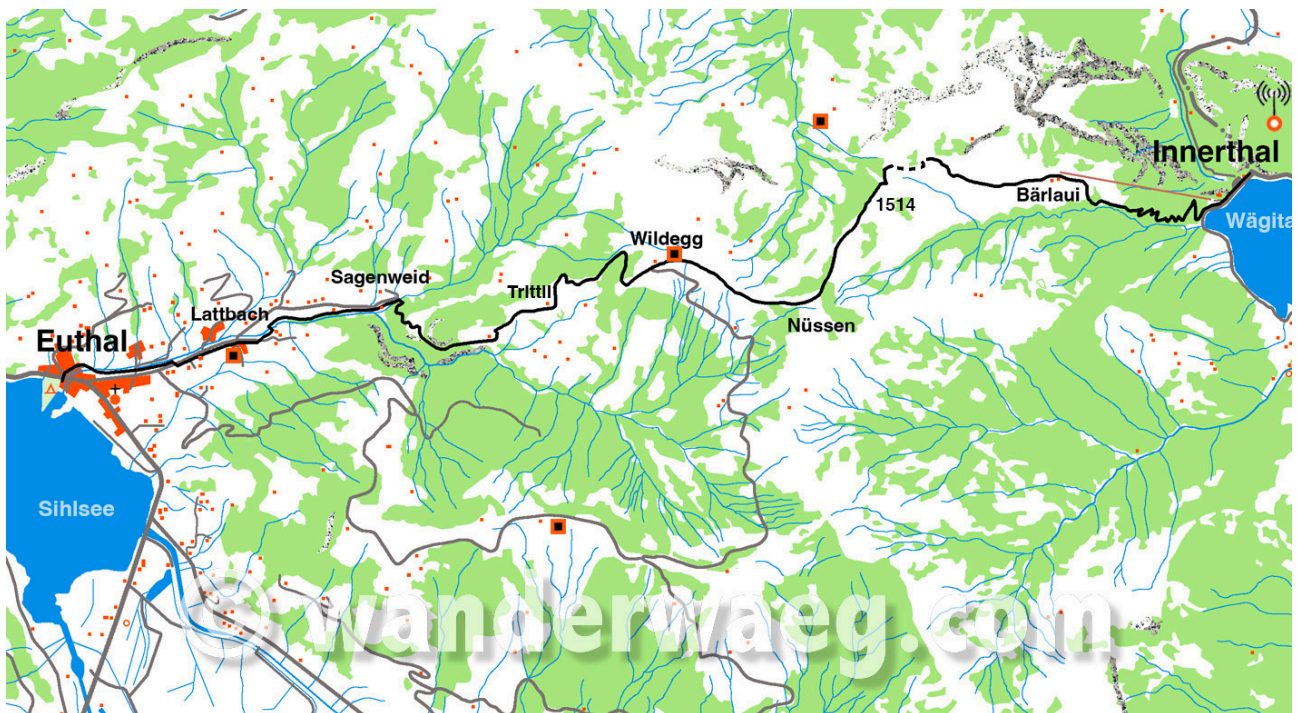 Innerthal
Bärlaui
1514
Wägita
Wildegg
Sagenweid
Trittli
Lattbach
Nüssen
Euthal
Sihlsee
© wanderwaeg.com